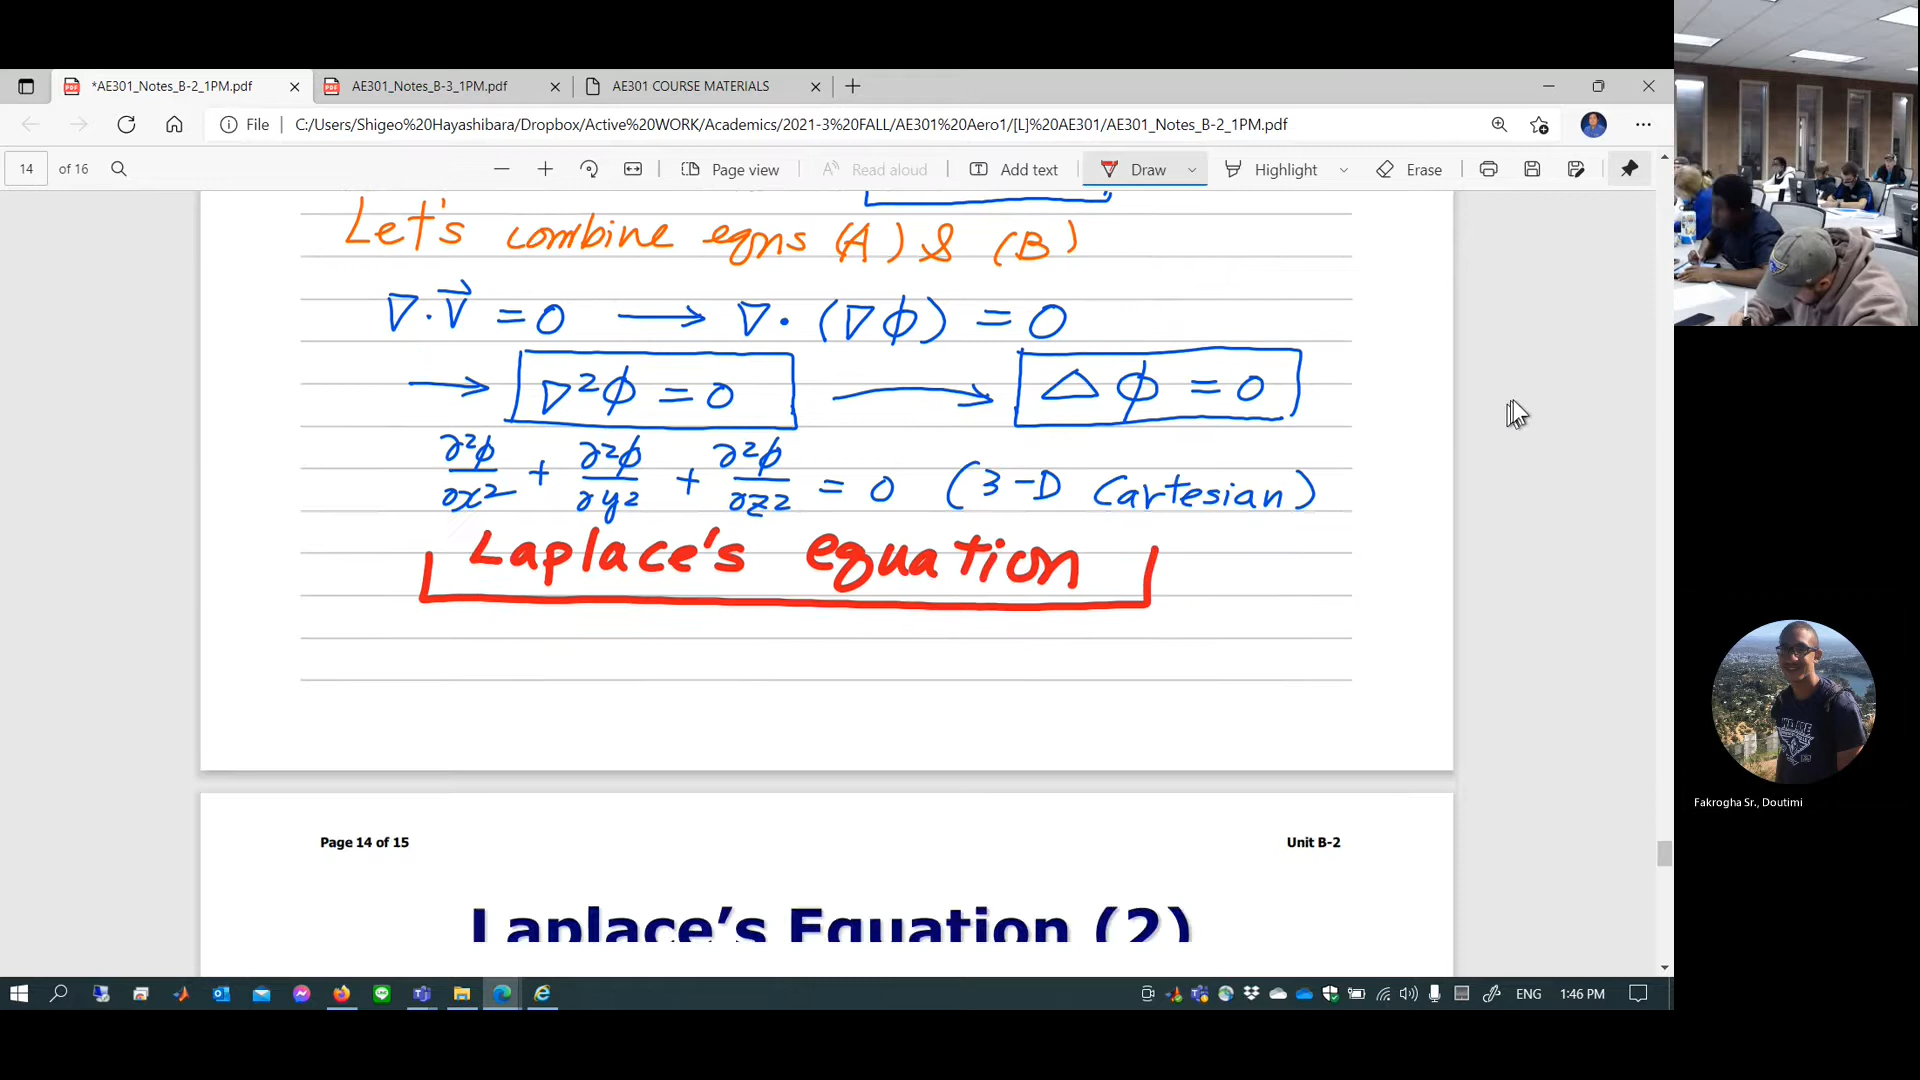 *AE301_Notes_B-2_1PM.pdf
AE301_Notes_B-3_1PM.pdf
AE301 COURSE MATERIALS
File
C:/Users/Shigeo%20Hayashibara/Dropbox/Active%20WORK/Academics/2021-3%20FALL/AE301%20Aero1/[L]%20AE301/AE301_Notes_B-2_1PM.pdf
14 of 16
Page view
Read aloud
Add text
Draw
Highlight
Erase
Let's combine eqns (A) & (B)
∇·V⃗ = 0 → ∇·(∇ϕ) = 0
→ ∇²ϕ = 0 → △ϕ = 0
∂²ϕ/∂x² + ∂²ϕ/∂y² + ∂²ϕ/∂z² = 0 (3-D Cartesian)
Laplace's equation
Page 14 of 15
Unit B-2
Laplace’s Equation (2)
Fakrogha Sr., Doutimi
ENG
1:46 PM